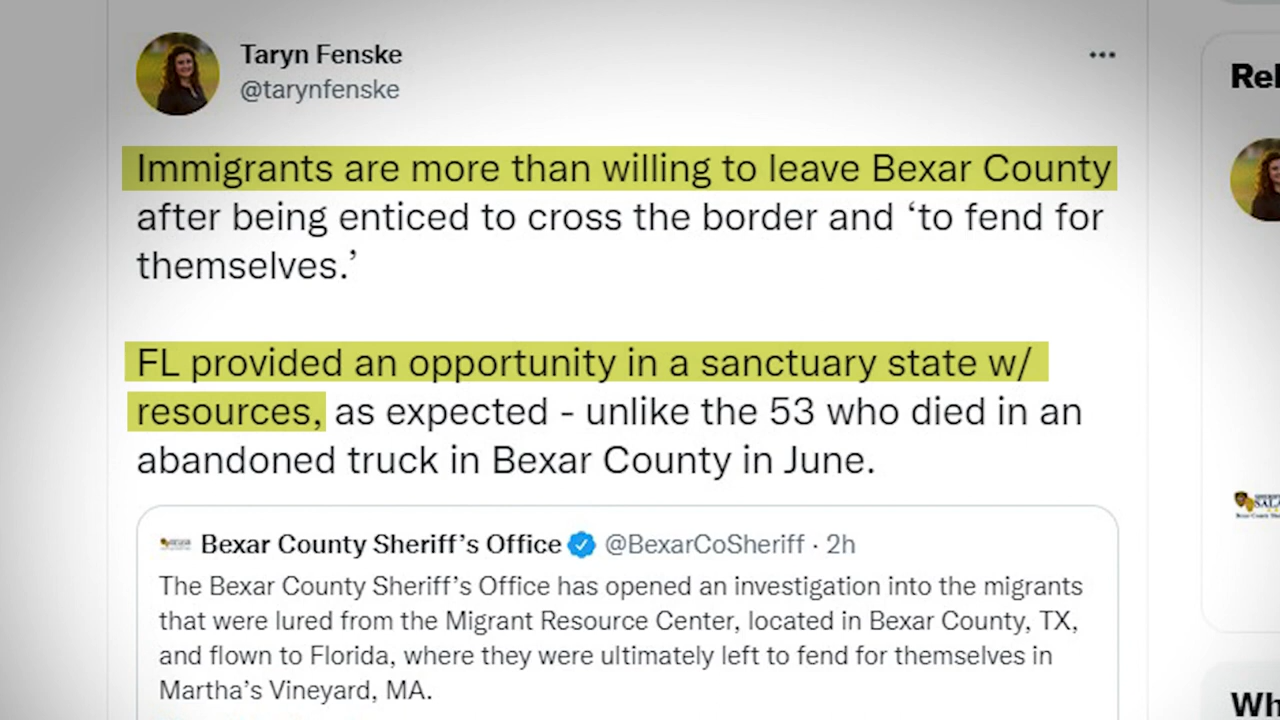 Taryn Fenske
@tarynfenske
Immigrants are more than willing to leave Bexar County
after being enticed to cross the border and ‘to fend for
themselves.’
FL provided an opportunity in a sanctuary state w/
resources, as expected - unlike the 53 who died in an
abandoned truck in Bexar County in June.
Bexar County Sheriff’s Office @BexarCoSheriff · 2h
The Bexar County Sheriff’s Office has opened an investigation into the migrants
that were lured from the Migrant Resource Center, located in Bexar County, TX,
and flown to Florida, where they were ultimately left to fend for themselves in
Martha’s Vineyard, MA.
Rel
Wh